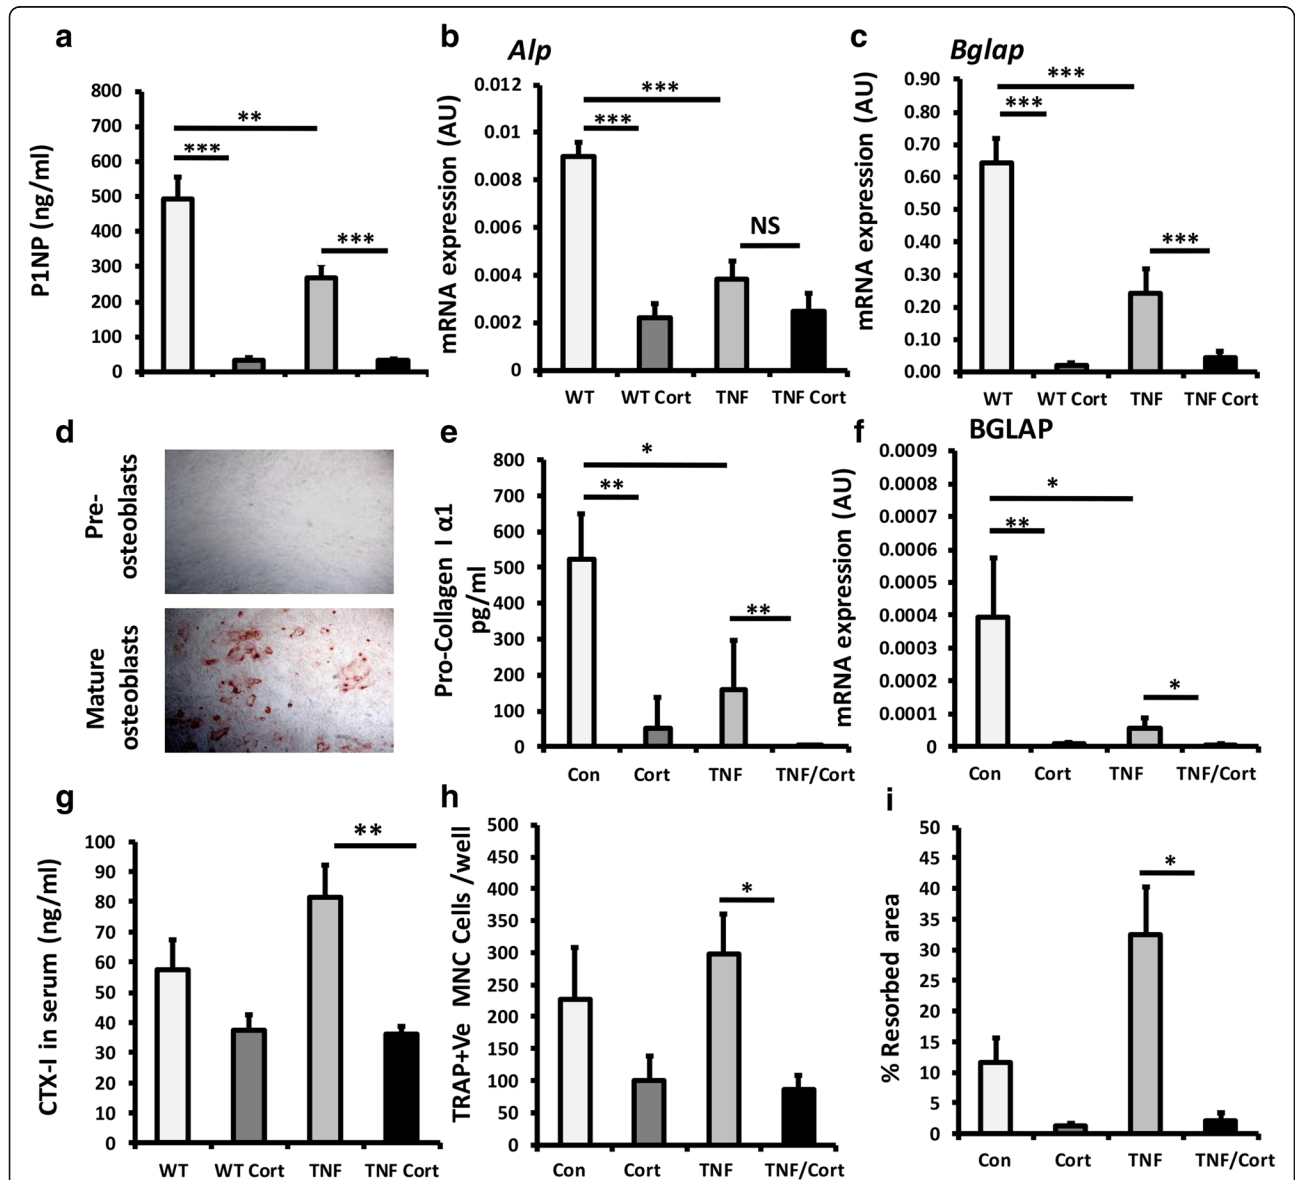 a
P1NP (ng/ml)
800
700
600
500
400
300
200
100
0
***
**
***
b
Alp
mRNA expression (AU)
0.012
0.01
0.008
0.006
0.004
0.002
0
***
***
NS
WT
WT Cort
TNF
TNF Cort
c
Bglap
mRNA expression (AU)
0.90
0.80
0.70
0.60
0.50
0.40
0.30
0.20
0.10
0.00
***
***
***
WT
WT Cort
TNF
TNF Cort
d
Pre-
osteoblasts
Mature
osteoblasts
e
Pro-Collagen I α1
pg/ml
800
700
600
500
400
300
200
100
0
*
**
**
Con
Cort
TNF
TNF/Cort
f
BGLAP
mRNA expression (AU)
0.0009
0.0008
0.0007
0.0006
0.0005
0.0004
0.0003
0.0002
0.0001
0
*
**
*
Con
Cort
TNF
TNF/Cort
g
CTX-I in serum (ng/ml)
100
90
80
70
60
50
40
30
20
10
0
**
WT
WT Cort
TNF
TNF Cort
h
TRAP+Ve MNC Cells /well
500
450
400
350
300
250
200
150
100
50
0
*
Con
Cort
TNF
TNF/Cort
i
% Resorbed area
50
45
40
35
30
25
20
15
10
5
0
*
Con
Cort
TNF
TNF/Cort